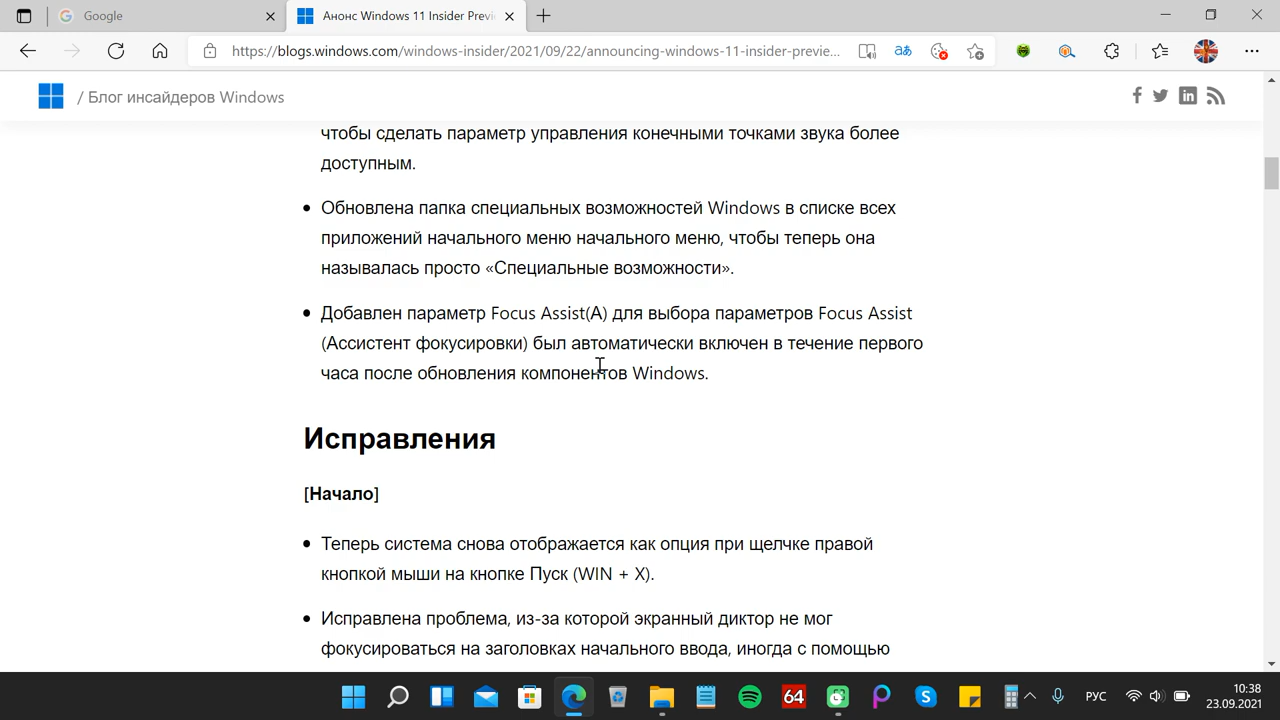 Google
Анонс Windows 11 Insider Previe
https://blogs.windows.com/windows-insider/2021/09/22/announcing-windows-11-insider-previe...
/ Блог инсайдеров Windows
чтобы сделать параметр управления конечными точками звука более
доступным.
• Обновлена папка специальных возможностей Windows в списке всех
приложений начального меню начального меню, чтобы теперь она
называлась просто «Специальные возможности».
• Добавлен параметр Focus Assist(A) для выбора параметров Focus Assist
(Ассистент фокусировки) был автоматически включен в течение первого
часа после обновления компонентов Windows.
Исправления
[Начало]
• Теперь система снова отображается как опция при щелчке правой
кнопкой мыши на кнопке Пуск (WIN + X).
• Исправлена проблема, из-за которой экранный диктор не мог
фокусироваться на заголовках начального ввода, иногда с помощью
64
РУС
10:38
23.09.2021